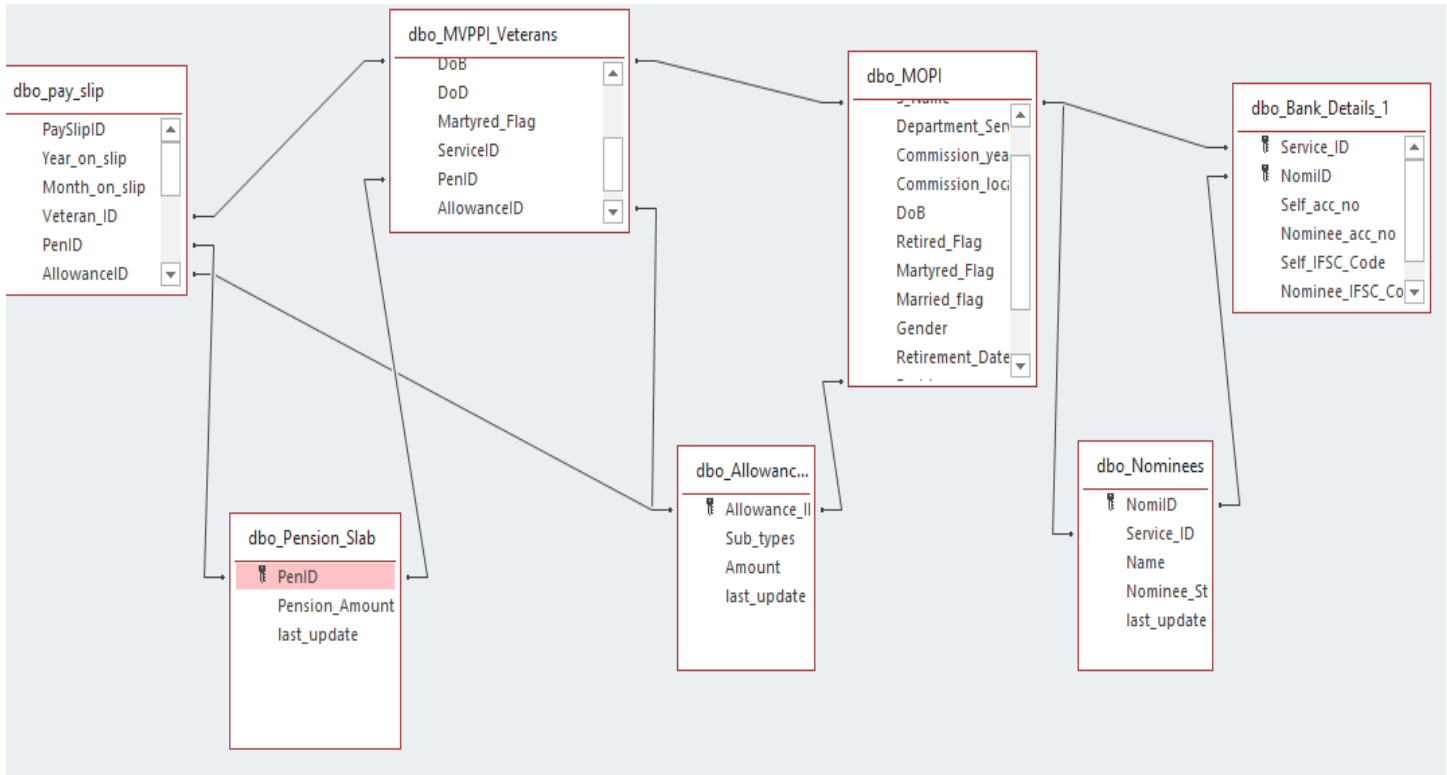 dbo_pay_slip
PaySlipID
Year_on_slip
Month_on_slip
Veteran_ID
PenID
AllowanceID
dbo_MVPPI_Veterans
DoB
DoD
Martyred_Flag
ServiceID
PenID
AllowanceID
dbo_MOPI
Department_Ser
Commission_yea
Commission_loca
DoB
Retired_Flag
Martyred_Flag
Married_flag
Gender
Retirement_Date
dbo_Bank_Details_1
Service_ID
NomiID
Self_acc_no
Nominee_acc_no
Self_IFSC_Code
Nominee_IFSC_Co
dbo_Pension_Slab
PenID
Pension_Amount
last_update
dbo_Allowanc...
Allowance_II
Sub_types
Amount
last_update
dbo_Nominees
NomiID
Service_ID
Name
Nominee_St
last_update